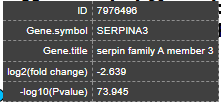 ID 7976496
Gene.symbol SERPINA3
Gene.title serpin family A member 3
log2(fold change) -2.639
-log10(Pvalue) 73.945